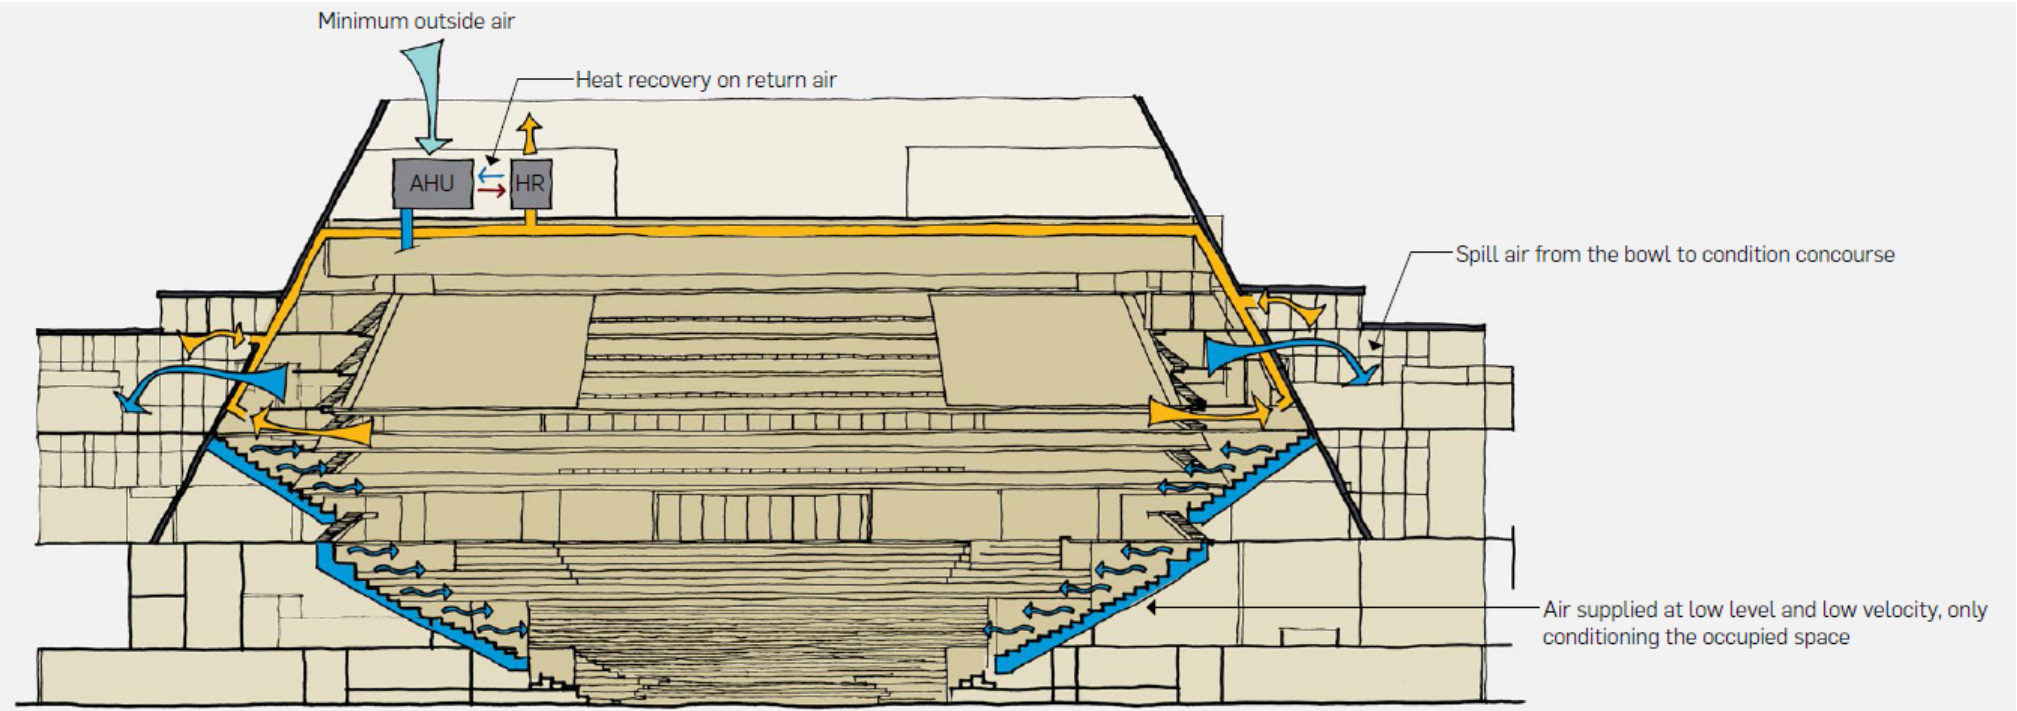 Minimum outside air
Heat recovery on return air
AHU
HR
Spill air from the bowl to condition concourse
Air supplied at low level and low velocity, only
conditioning the occupied space